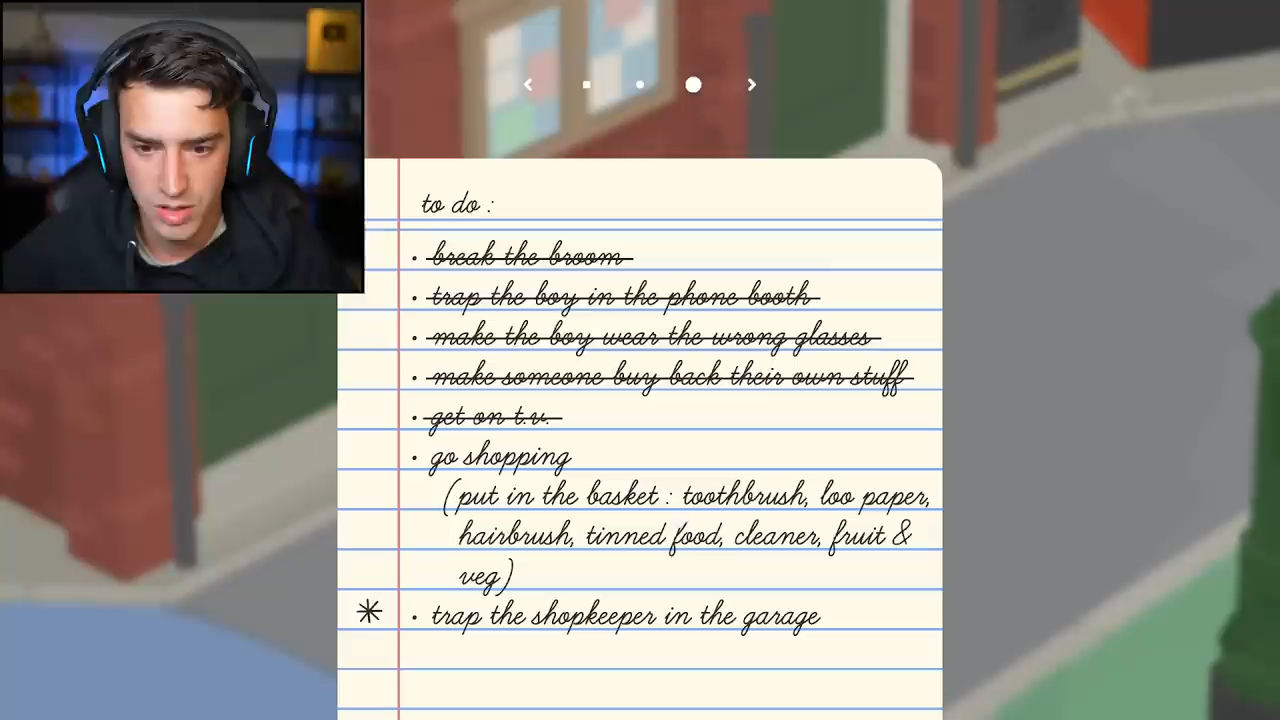 to do :
• break the broom
• trap the boy in the phone booth
• make the boy wear the wrong glasses
• make someone buy back their own stuff
• get on t.v.
• go shopping
(put in the basket : toothbrush, loo paper,
hairbrush, tinned food, cleaner, fruit &
veg)
• trap the shopkeeper in the garage